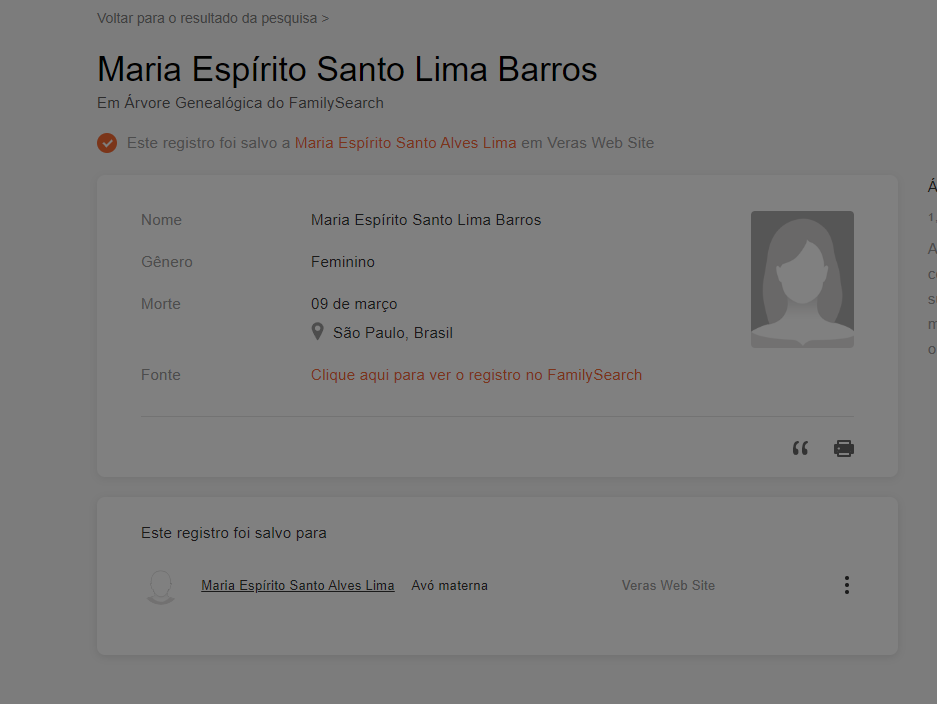 Voltar para o resultado da pesquisa >
Maria Espírito Santo Lima Barros
Em Árvore Genealógica do FamilySearch
Este registro foi salvo a Maria Espírito Santo Alves Lima em Veras Web Site
Nome Maria Espírito Santo Lima Barros
Gênero Feminino
Morte 09 de março
São Paulo, Brasil
Fonte Clique aqui para ver o registro no FamilySearch
Este registro foi salvo para
Maria Espírito Santo Alves Lima Avó materna Veras Web Site